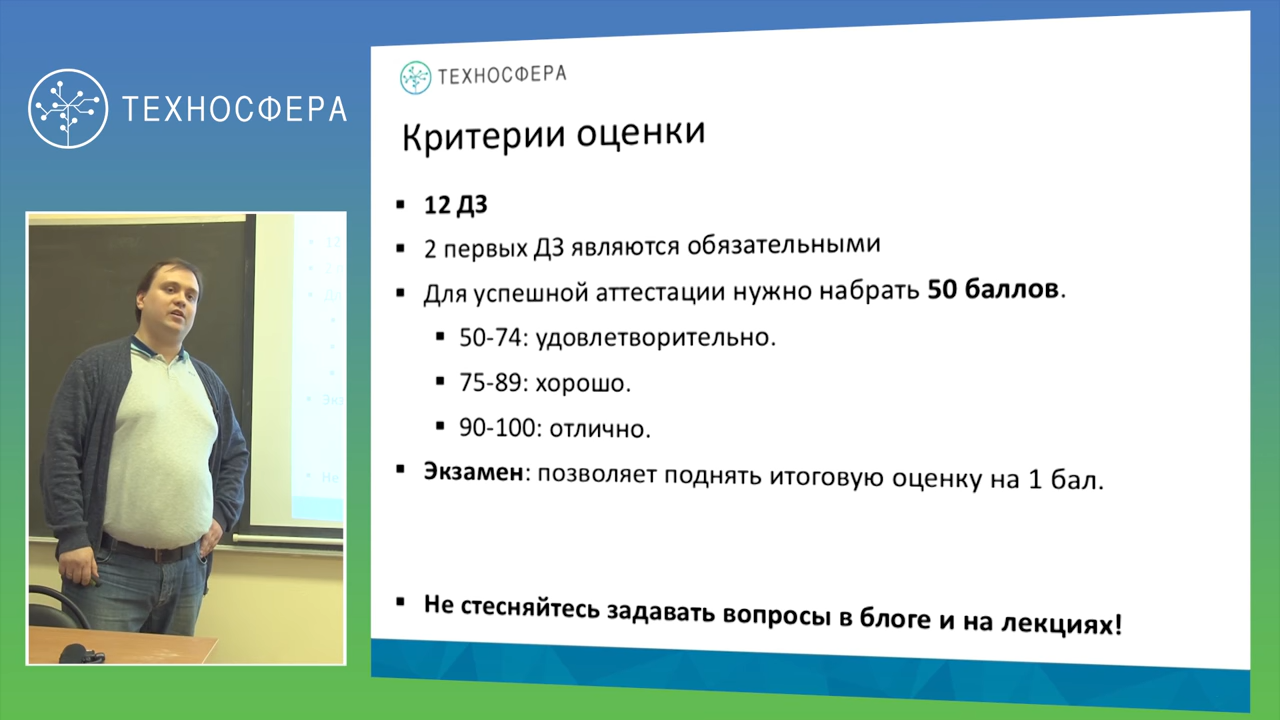 ТЕХНОСФЕРА
ТЕХНОСФЕРА
Критерии оценки
12 ДЗ
2 первых ДЗ являются обязательными
Для успешной аттестации нужно набрать 50 баллов.
50-74: удовлетворительно.
75-89: хорошо.
90-100: отлично.
Экзамен: позволяет поднять итоговую оценку на 1 бал.
Не стесняйтесь задавать вопросы в блоге и на лекциях!